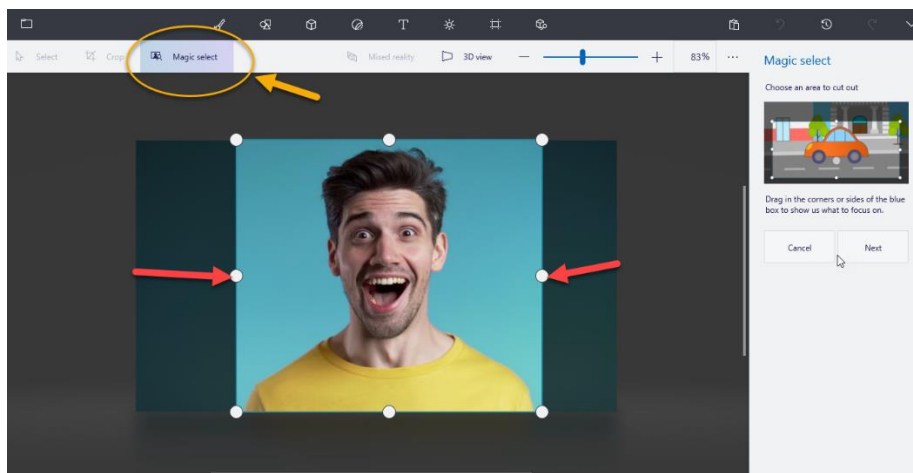 Select
Crop
Magic select
Mixed reality
3D view
83%
Magic select
Choose an area to cut out
Drag in the corners or sides of the blue
box to show us what to focus on.
Cancel
Next